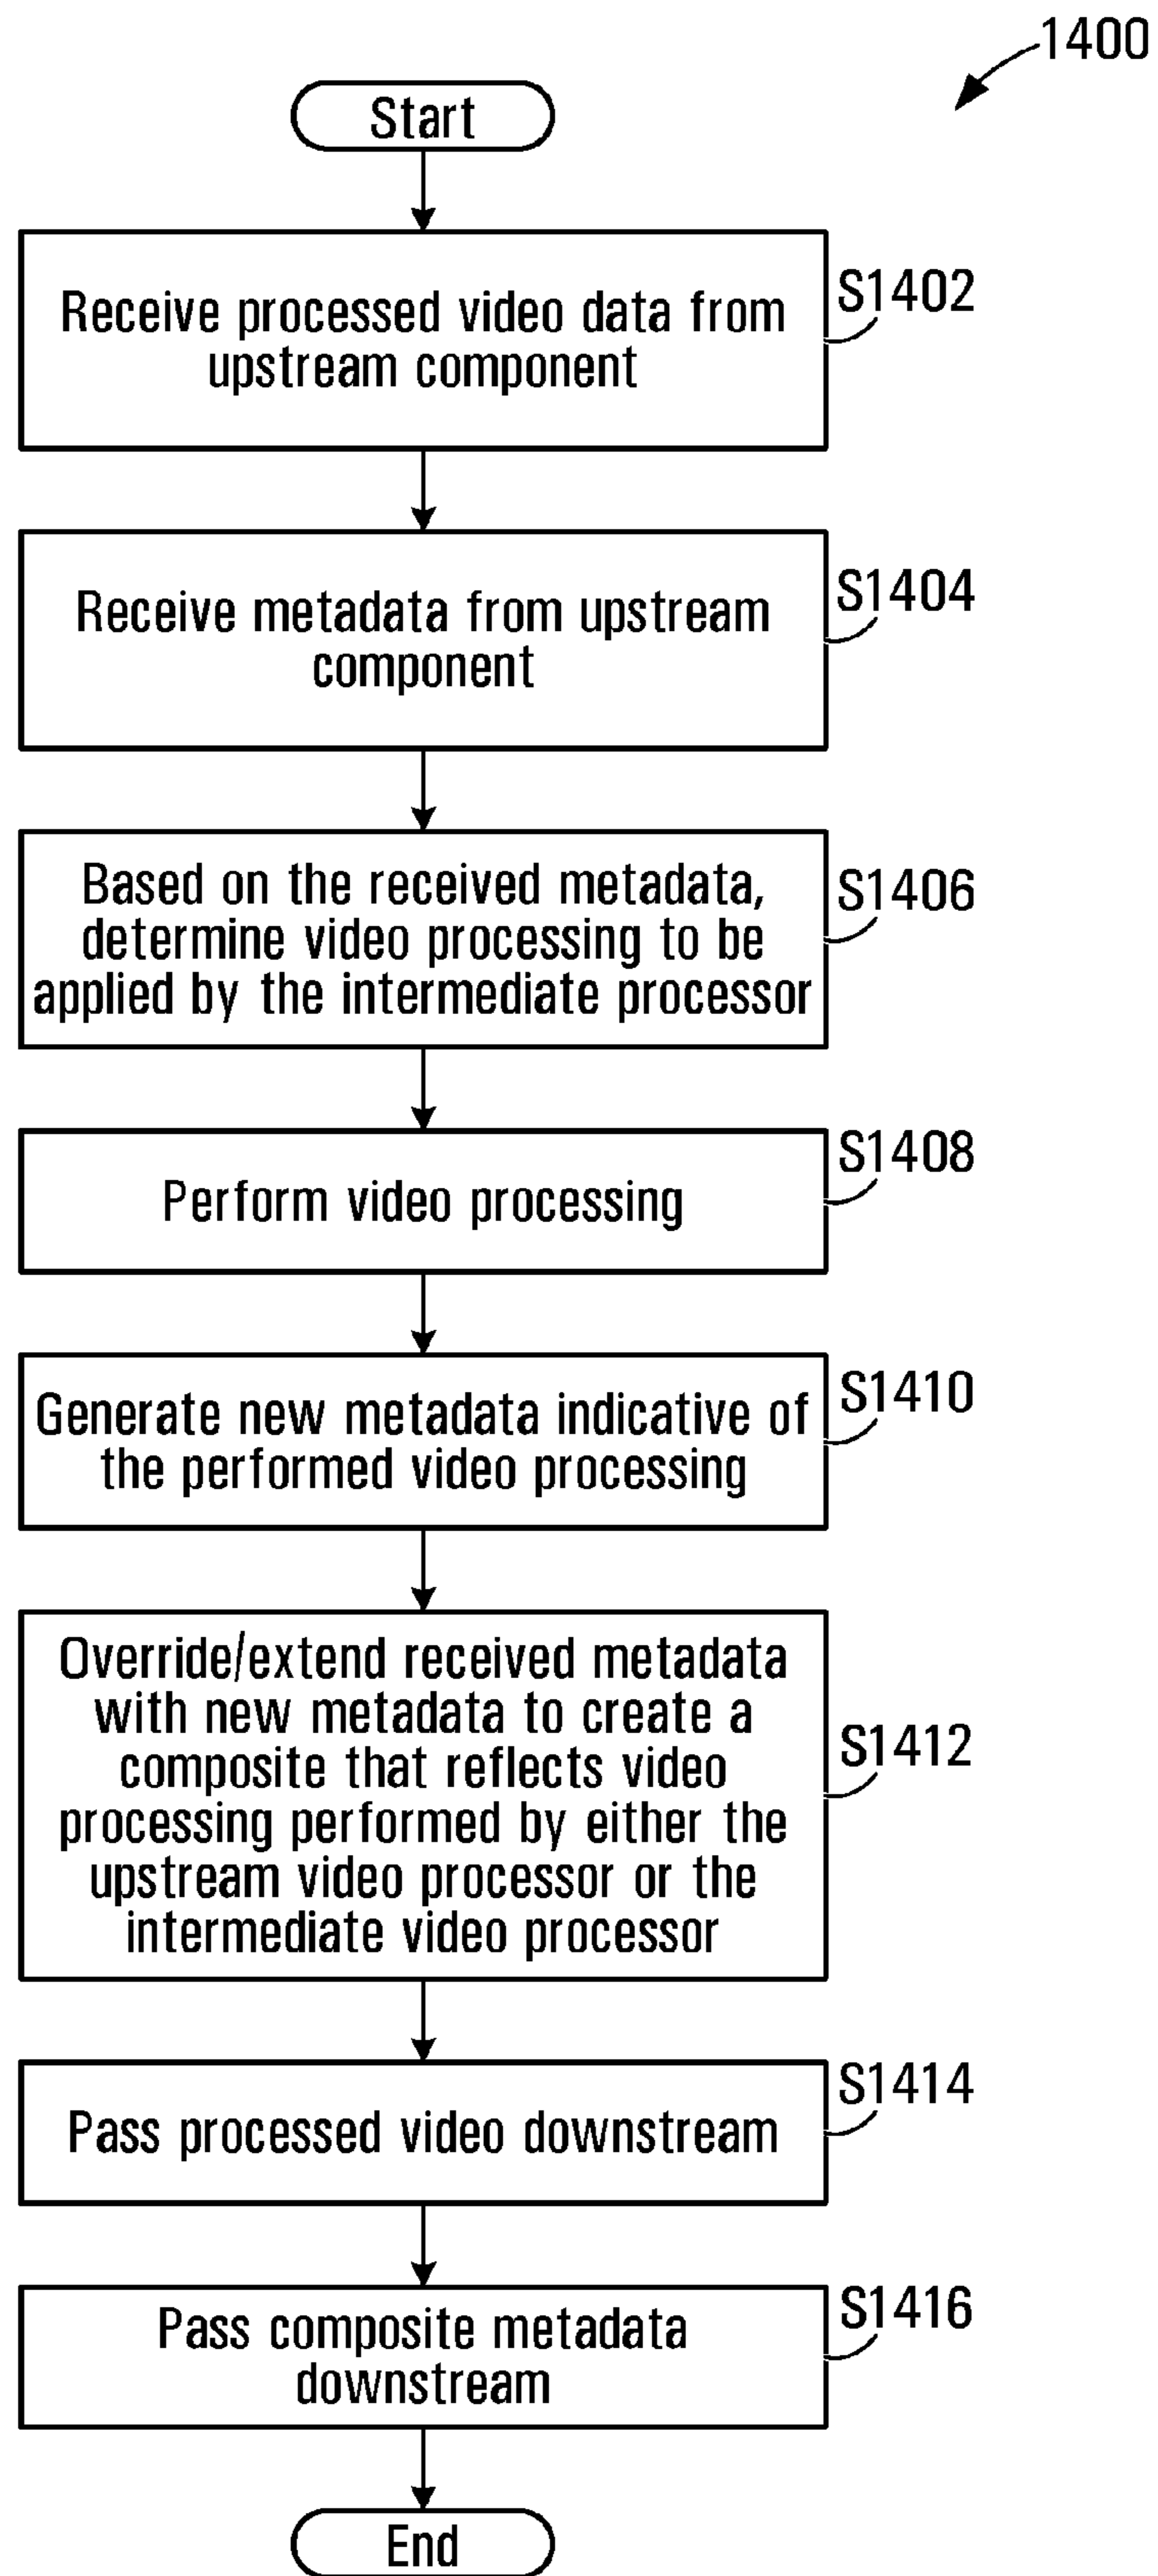 1400
Start
Receive processed video data from
upstream component
S1402
Receive metadata from upstream
component
S1404
Based on the received metadata,
determine video processing to be
applied by the intermediate processor
S1406
Perform video processing
S1408
Generate new metadata indicative of
the performed video processing
S1410
Override/extend received metadata
with new metadata to create a
composite that reflects video
processing performed by either the
upstream video processor or the
intermediate video processor
S1412
Pass processed video downstream
S1414
Pass composite metadata
downstream
S1416
End